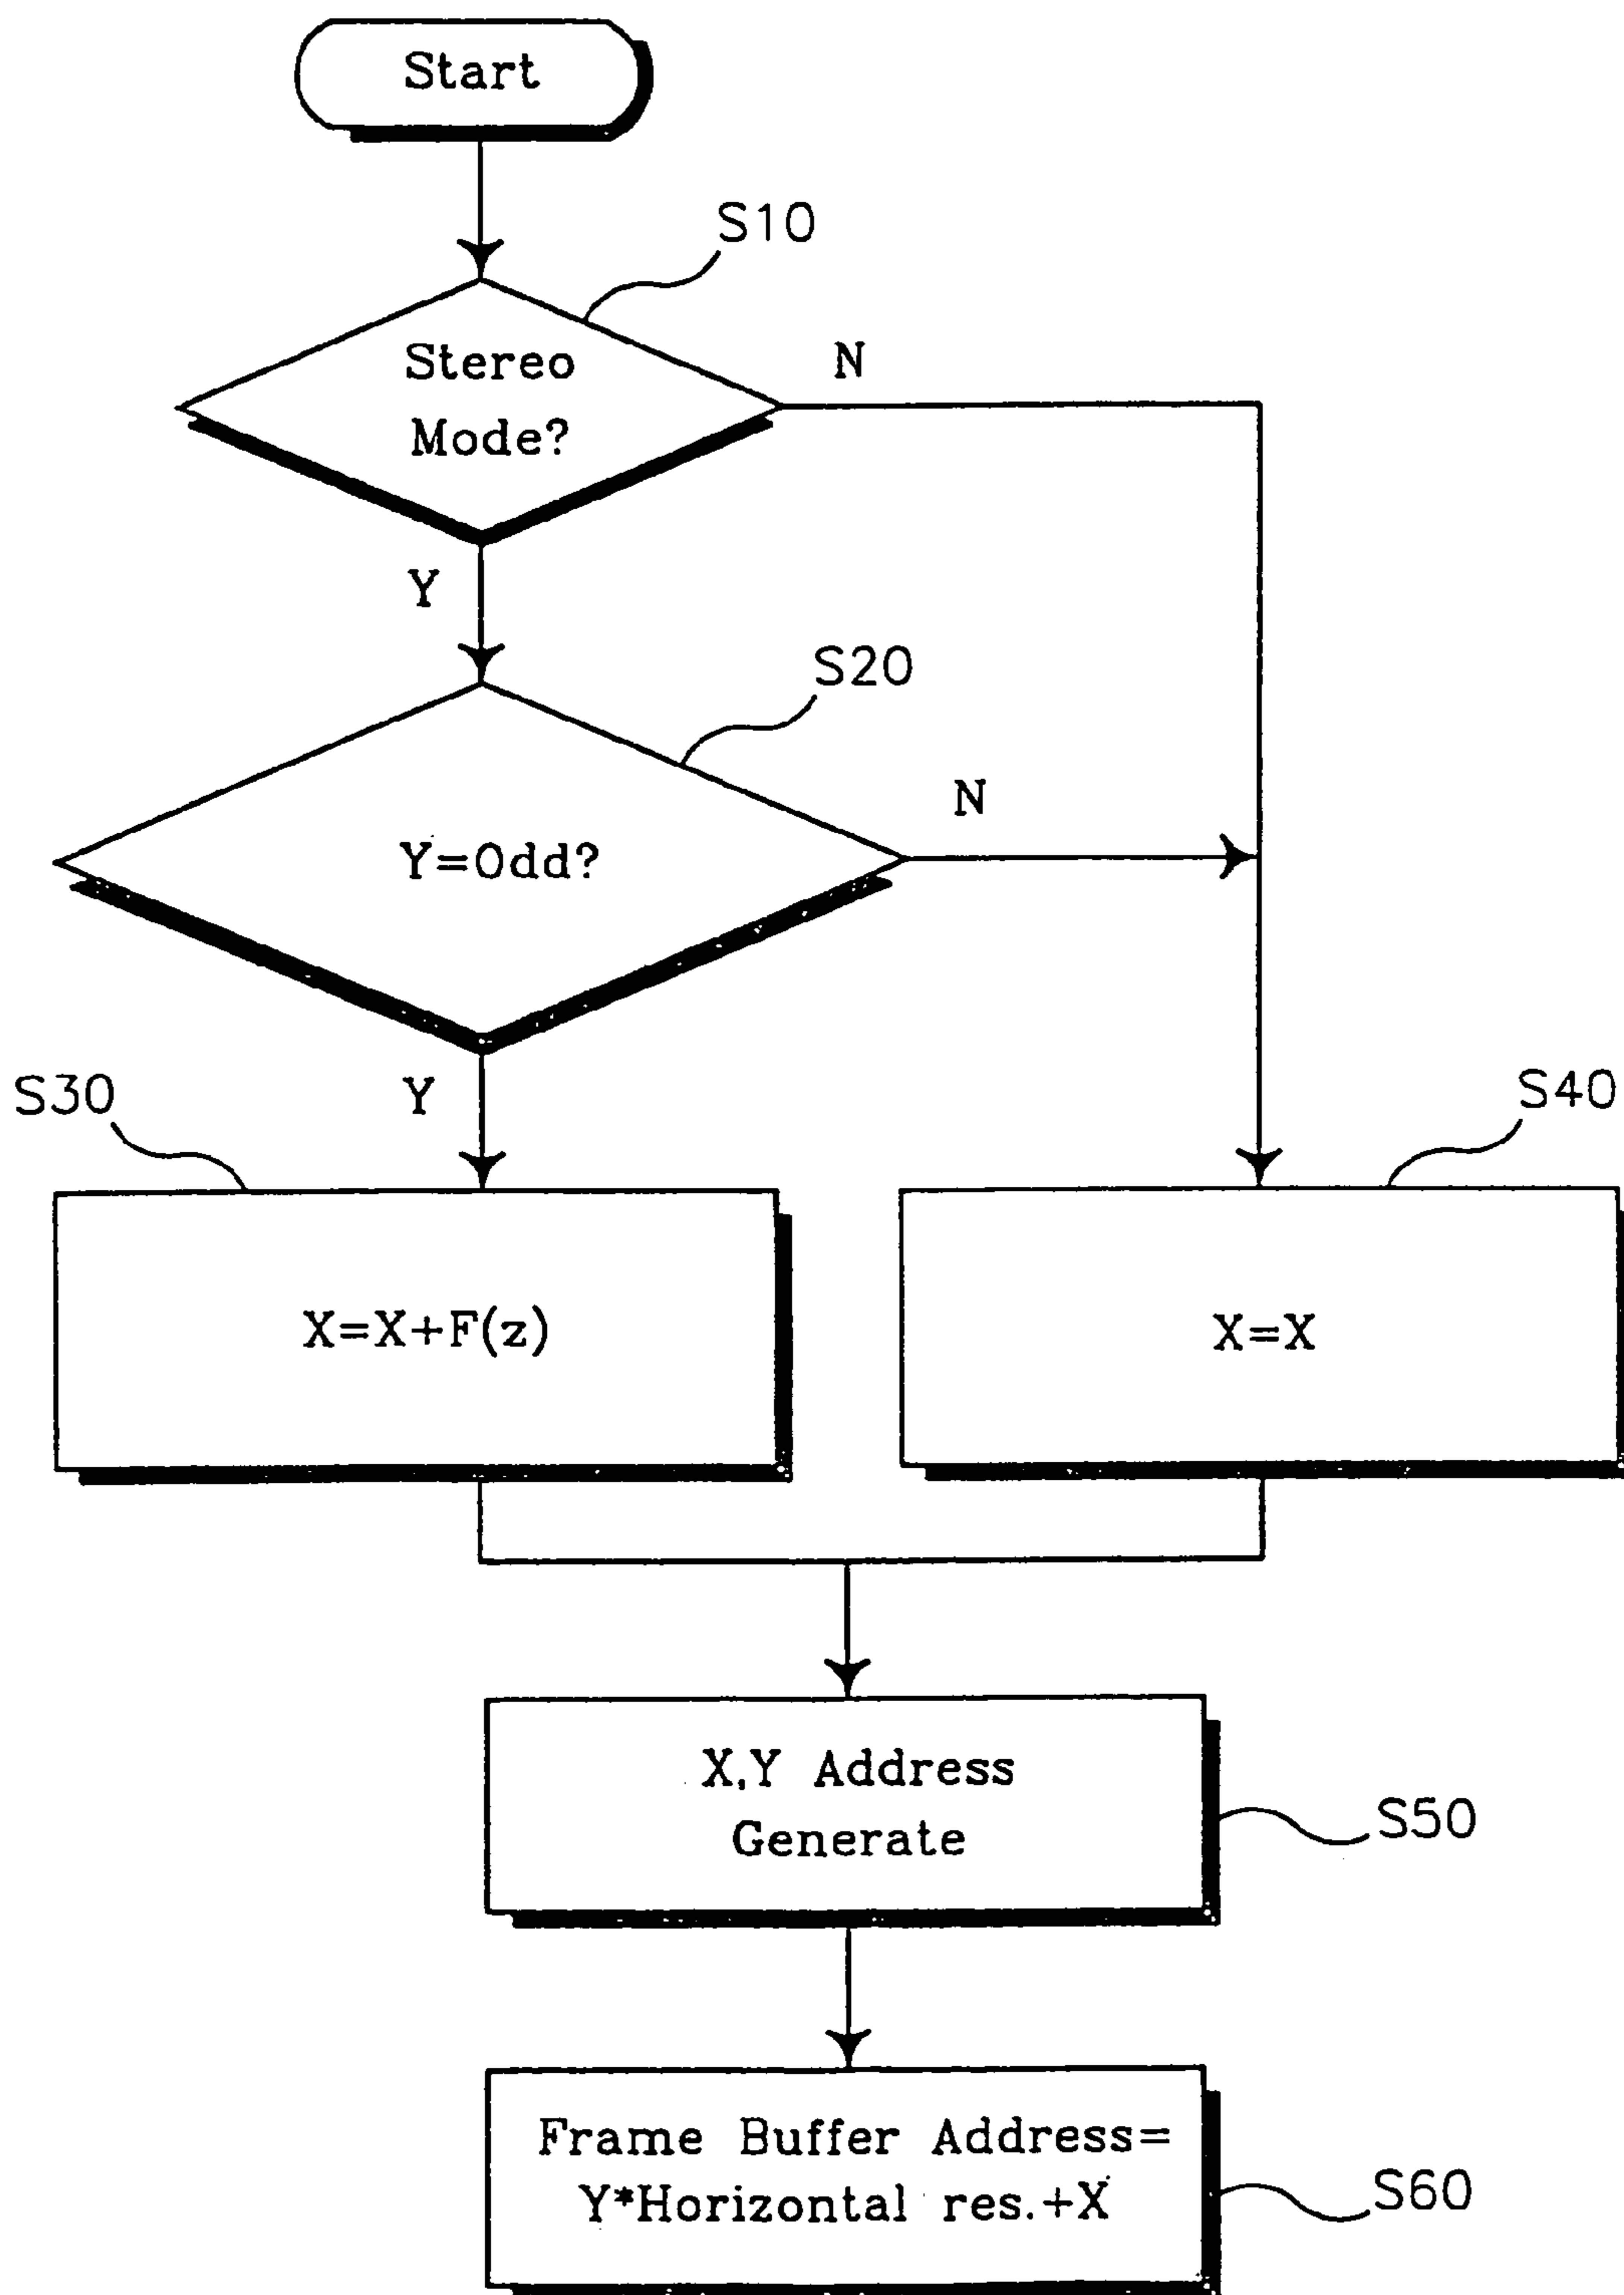 Start
S10
Stereo
Mode?
N
Y
S20
Y=Odd?
N
Y
S30
S40
X=X+F(z)
X=X
X,Y Address
Generate
S50
Frame Buffer Address=
Y*Horizontal res.+X
S60